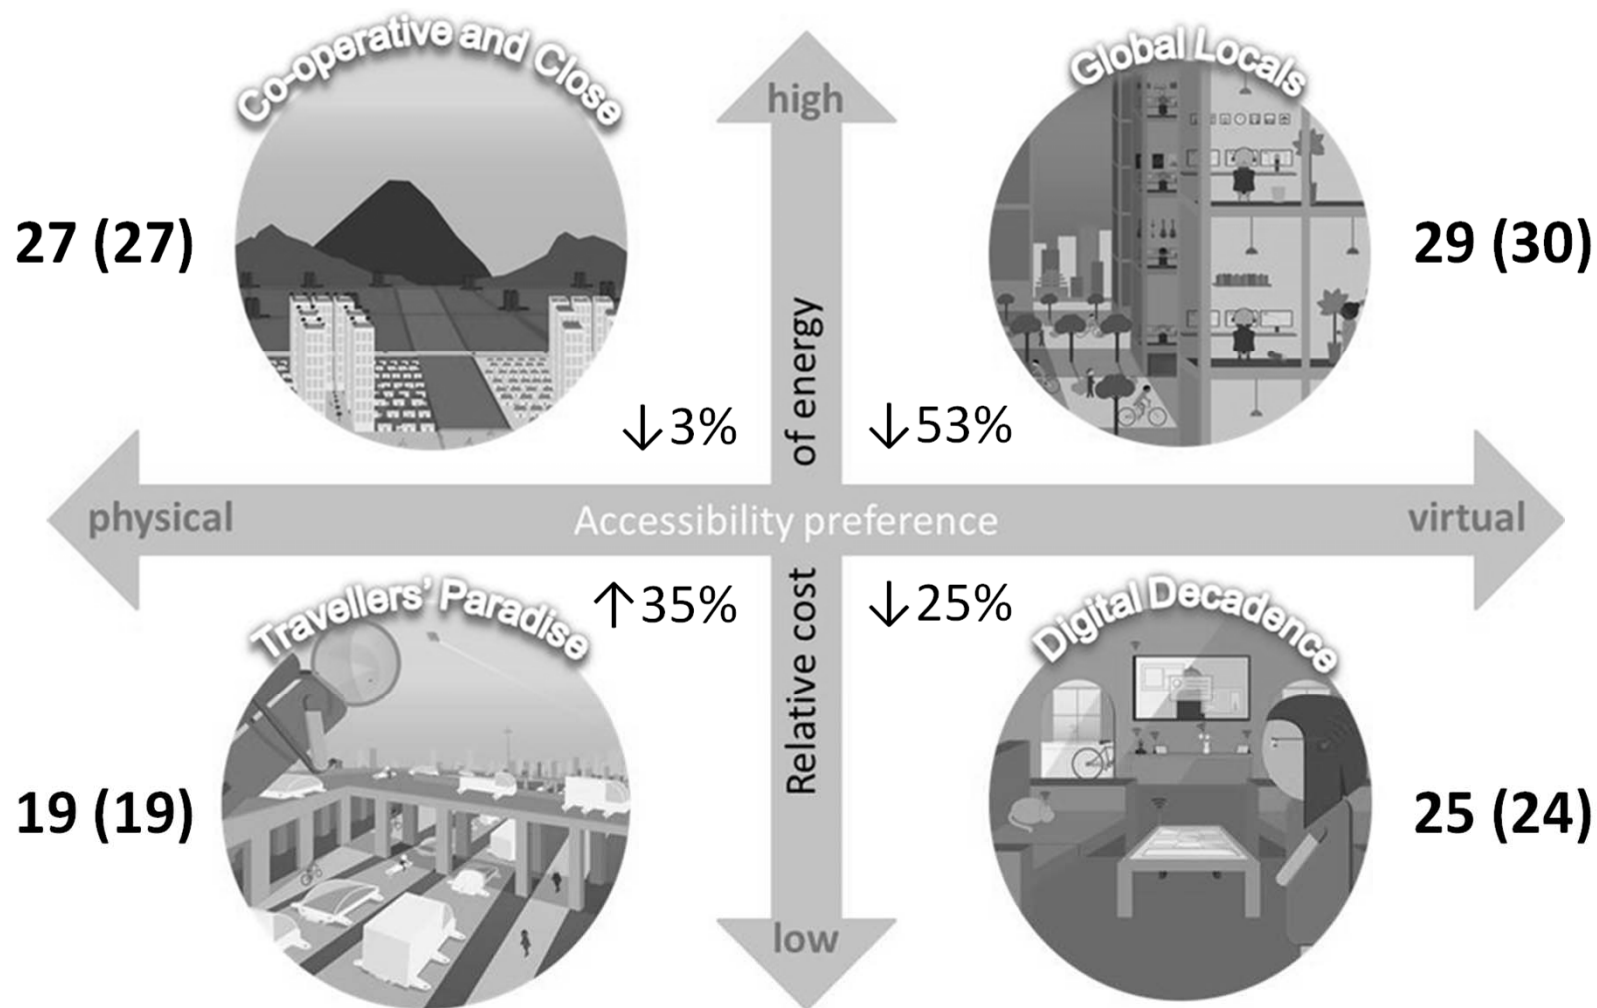 Co-operative and Close
high
Global Locals
27 (27)
29 (30)
↓3%
of energy
↓53%
physical
Accessibility preference
virtual
Travellers' Paradise
↑35%
Relative cost
↓25%
Digital Decadence
19 (19)
25 (24)
low